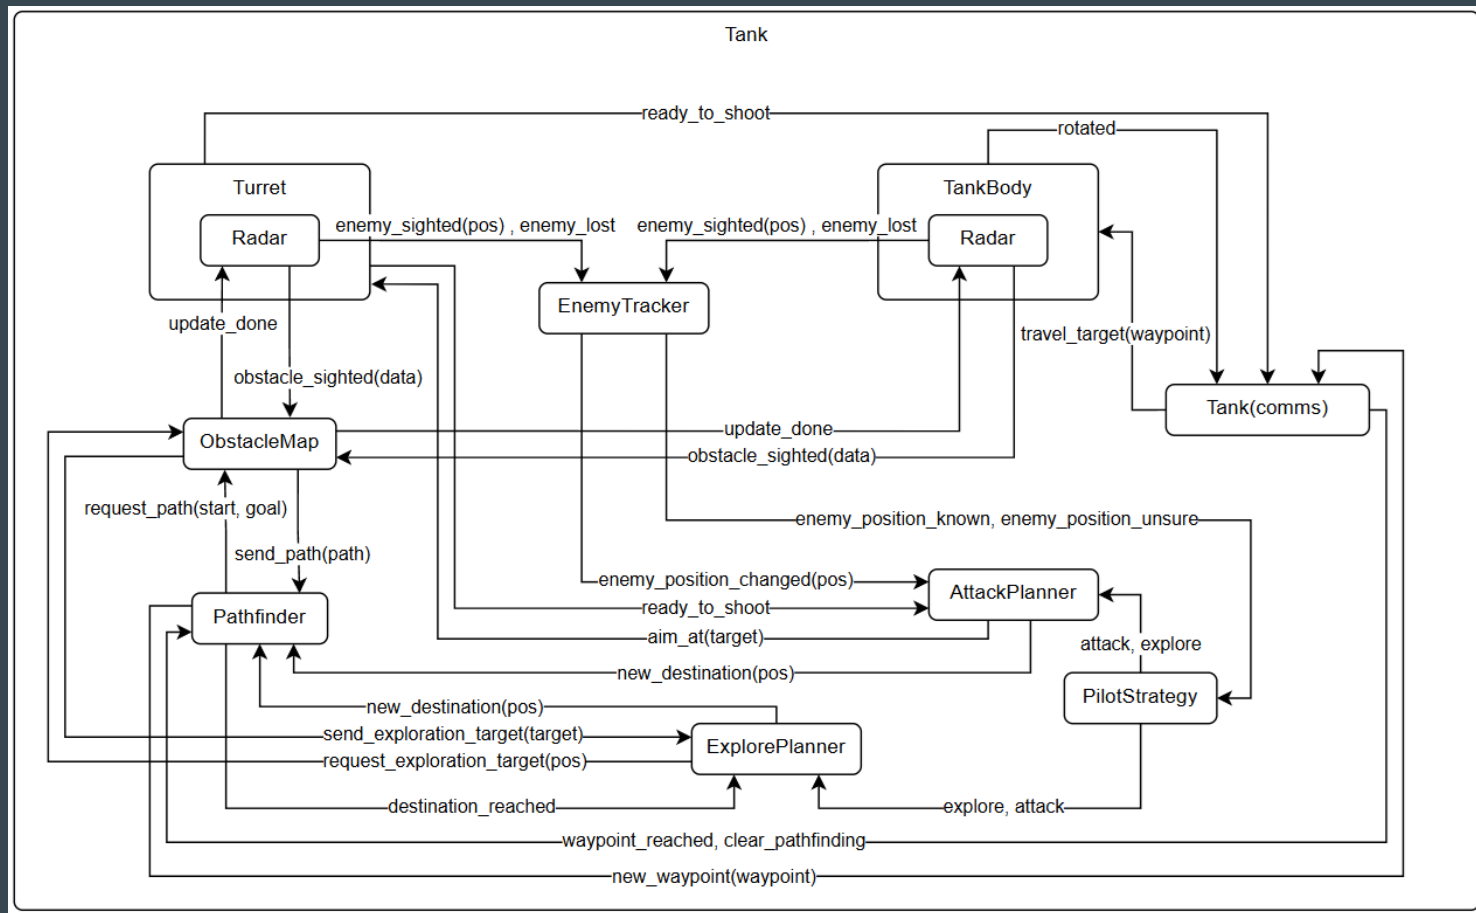 Tank
ready_to_shoot
rotated
Turret
TankBody
Radar
enemy_sighted(pos) , enemy_lost
enemy_sighted(pos) , enemy_lost
Radar
EnemyTracker
update_done
travel_target(waypoint)
obstacle_sighted(data)
Tank(comms)
ObstacleMap
update_done
obstacle_sighted(data)
request_path(start, goal)
enemy_position_known, enemy_position_unsure
send_path(path)
enemy_position_changed(pos)
AttackPlanner
ready_to_shoot
Pathfinder
aim_at(target)
attack, explore
new_destination(pos)
PilotStrategy
new_destination(pos)
send_exploration_target(target)
ExplorePlanner
request_exploration_target(pos)
destination_reached
explore, attack
waypoint_reached, clear_pathfinding
new_waypoint(waypoint)